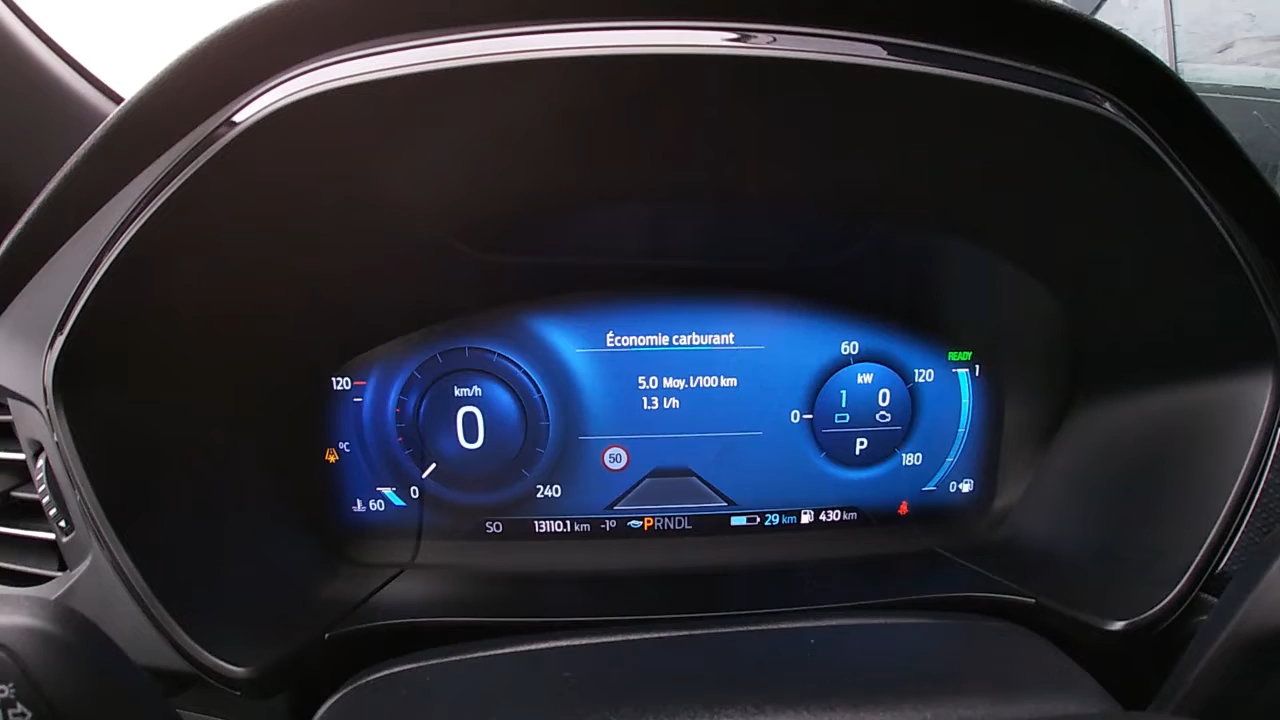 Économie carburant
5.0 Moy. l/100 km
1.3 l/h
50
120
°C
60
km/h
0
0
240
60
120
180
0
kW
1 0
P
READY
1
0
SO 13110.1 km -1° PRNDL 29 km 430 km